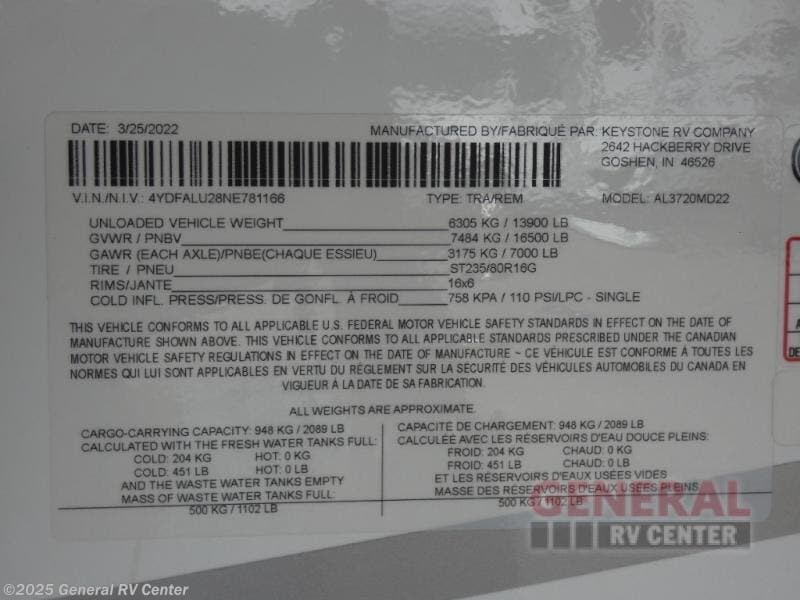 DATE: 3/25/2022
MANUFACTURED BY/FABRIQUÉ PAR: KEYSTONE RV COMPANY
2642 HACKBERRY DRIVE
GOSHEN, IN 46526
V.I.N./N.I.V.: 4YDFALU28NE781166 TYPE: TRA/REM MODEL: AL3720MD22
UNLOADED VEHICLE WEIGHT 6305 KG / 13900 LB
GVWR / PNBV 7484 KG / 16500 LB
GAWR (EACH AXLE)/PNBE(CHAQUE ESSIEU) 3175 KG / 7000 LB
TIRE / PNEU ST235/80R16G
RIMS/JANTE 16x6
COLD INFL. PRESS/PRESS. DE GONFL. À FROID 758 KPA / 110 PSI/LPC - SINGLE
THIS VEHICLE CONFORMS TO ALL APPLICABLE U.S. FEDERAL MOTOR VEHICLE SAFETY STANDARDS IN EFFECT ON THE DATE OF
MANUFACTURE SHOWN ABOVE. THIS VEHICLE CONFORMS TO ALL APPLICABLE STANDARDS PRESCRIBED UNDER THE CANADIAN
MOTOR VEHICLE SAFETY REGULATIONS IN EFFECT ON THE DATE OF MANUFACTURE ~ CE VÉHICULE EST CONFORME À TOUTES LES
NORMES QUI LUI SONT APPLICABLES EN VERTU DU RÈGLEMENT SUR LA SÉCURITÉ DES VÉHICULES AUTOMOBILES DU CANADA EN
VIGUEUR À LA DATE DE SA FABRICATION.
ALL WEIGHTS ARE APPROXIMATE.
CARGO-CARRYING CAPACITY: 948 KG / 2089 LB
CALCULATED WITH THE FRESH WATER TANKS FULL:
COLD: 204 KG HOT: 0 KG
COLD: 451 LB HOT: 0 LB
AND THE WASTE WATER TANKS EMPTY
MASS OF WASTE WATER TANKS FULL:
500 KG / 1102 LB
CAPACITÉ DE CHARGEMENT: 948 KG / 2089 LB
CALCULÉE AVEC LES RÉSERVOIRS D'EAU DOUCE PLEINS:
FROID: 204 KG CHAUD: 0 KG
FROID: 451 LB CHAUD: 0 LB
ET LES RÉSERVOIRS D'EAUX USÉES VIDES
MASSE DES RÉSERVOIRS D'EAUX USÉES PLEINS
500 KG / 1102 LB
GENERAL
RV CENTER
©2025 General RV Center